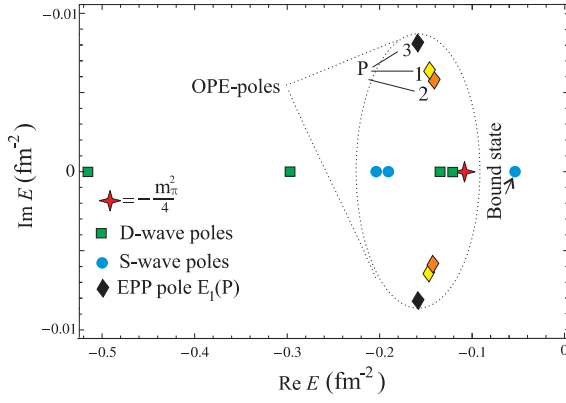 −0.01
3
P
1
2
OPE-poles
Im E (fm⁻²)
0
Bound state
= − m²π / 4
D-wave poles
S-wave poles
EPP pole E₁(P)
−0.01
−0.5 −0.4 −0.3 −0.2 −0.1 0
Re E (fm⁻²)